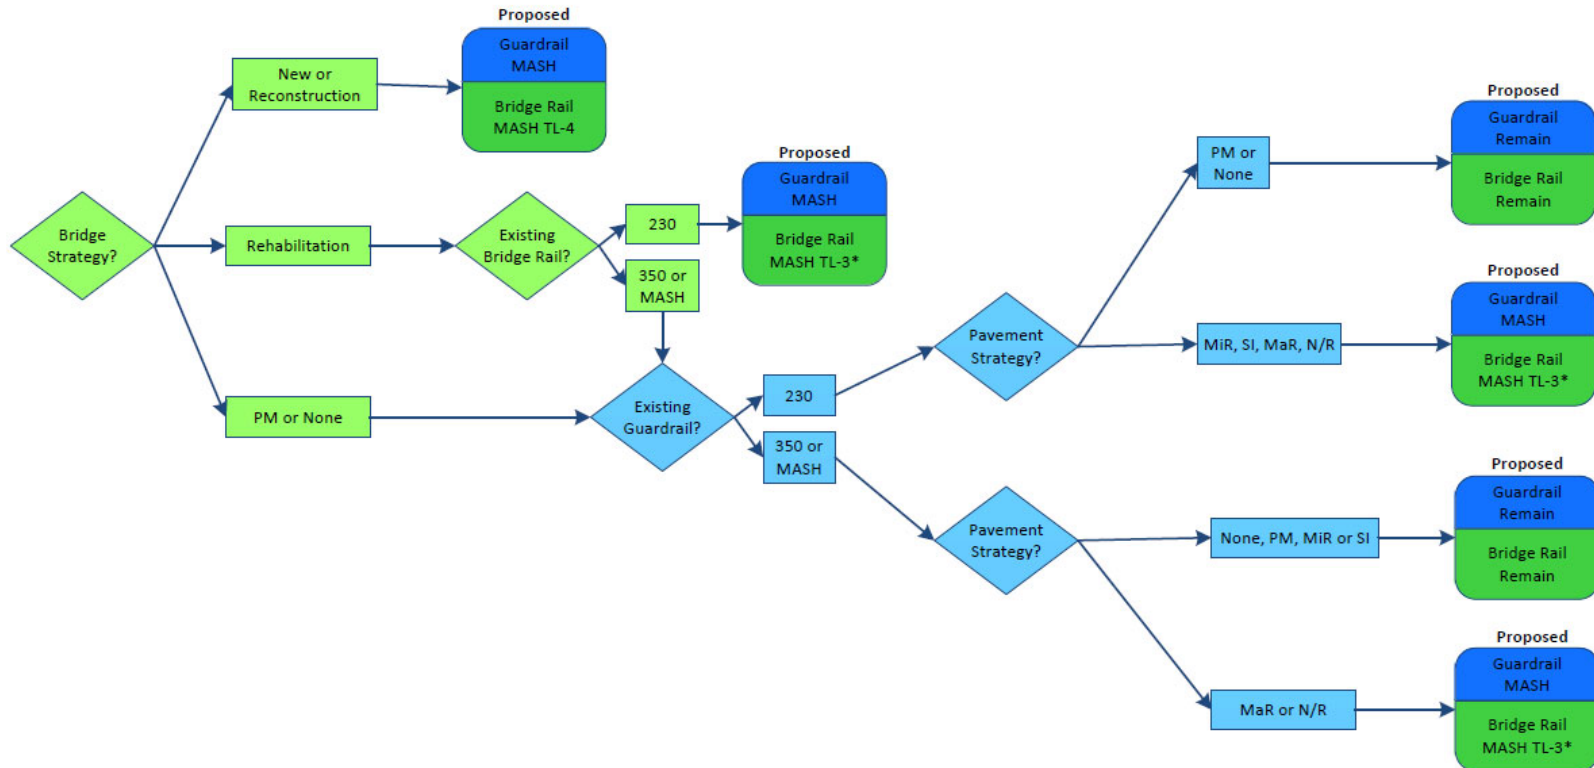 Proposed
Guardrail
MASH
Bridge Rail
MASH TL-4
New or
Reconstruction
Proposed
Guardrail
Remain
Bridge Rail
Remain
PM or
None
Proposed
Guardrail
MASH
Bridge Rail
MASH TL-3*
Bridge
Strategy?
Rehabilitation
Existing
Bridge Rail?
230
350 or
MASH
Proposed
Guardrail
MASH
Bridge Rail
MASH TL-3*
Pavement
Strategy?
MiR, SI, MaR, N/R
PM or None
Existing
Guardrail?
230
350 or
MASH
Proposed
Guardrail
Remain
Bridge Rail
Remain
Pavement
Strategy?
None, PM, MiR or SI
Proposed
Guardrail
MASH
Bridge Rail
MASH TL-3*
MaR or N/R